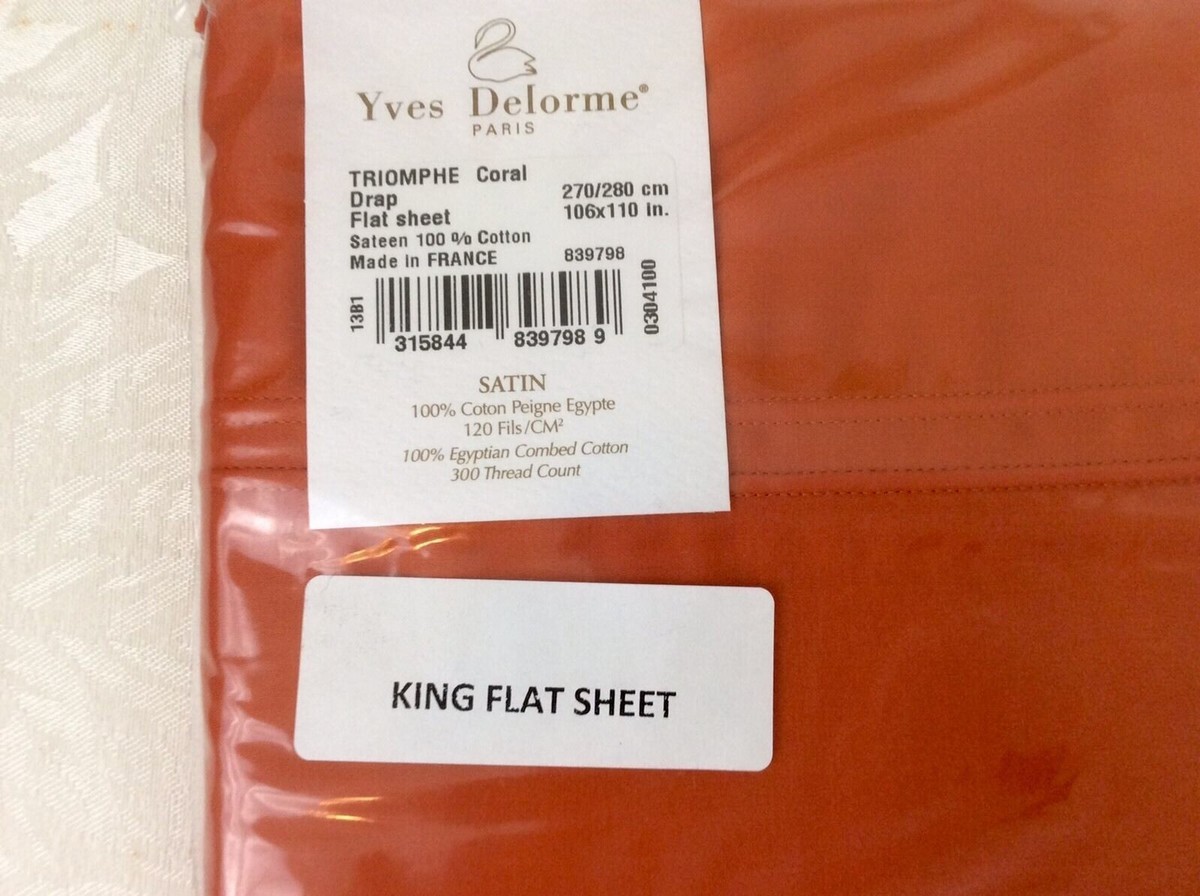 Yves Delorme®
PARIS
TRIOMPHE Coral
Drap
270/280 cm
Flat sheet
106x110 in.
Sateen 100 % Cotton
Made in FRANCE 839798
13B1
0304100
315844 839798 9
SATIN
100% Coton Peigne Egypte
120 Fils/CM²
100% Egyptian Combed Cotton
300 Thread Count
KING FLAT SHEET